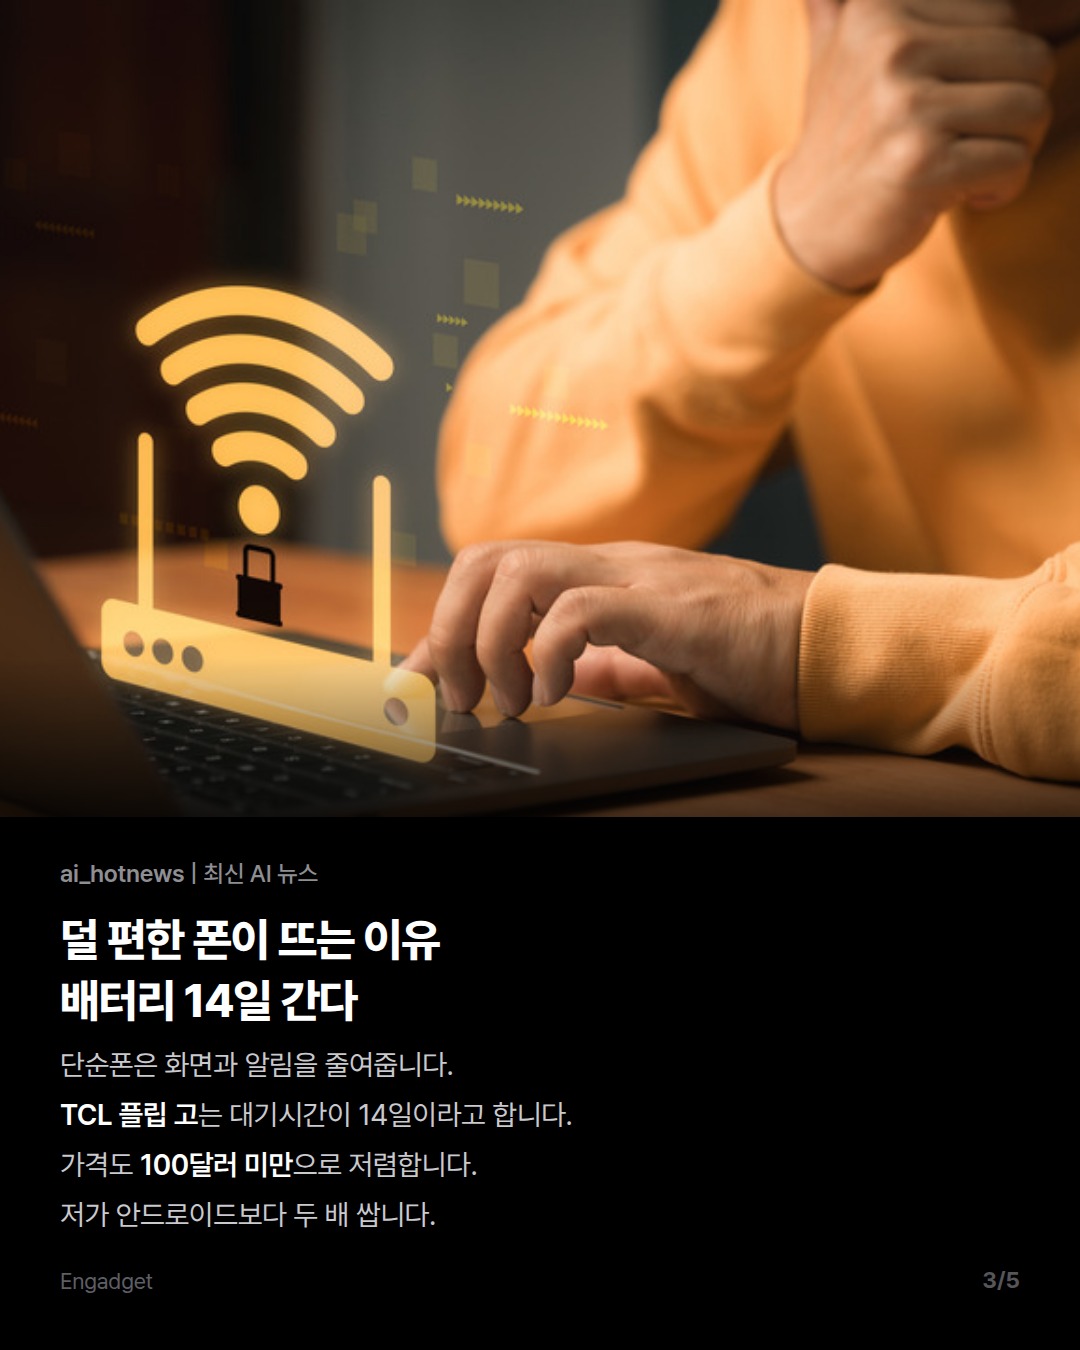 ai_hotnews | 최신 AI 뉴스
덜 편한 폰이 뜨는 이유
배터리 14일 간다
단순폰은 화면과 알림을 줄여줍니다.
TCL 플립 고는 대기시간이 14일이라고 합니다.
가격도 100달러 미만으로 저렴합니다.
저가 안드로이드보다 두 배 쌉니다.
Engadget
3/5